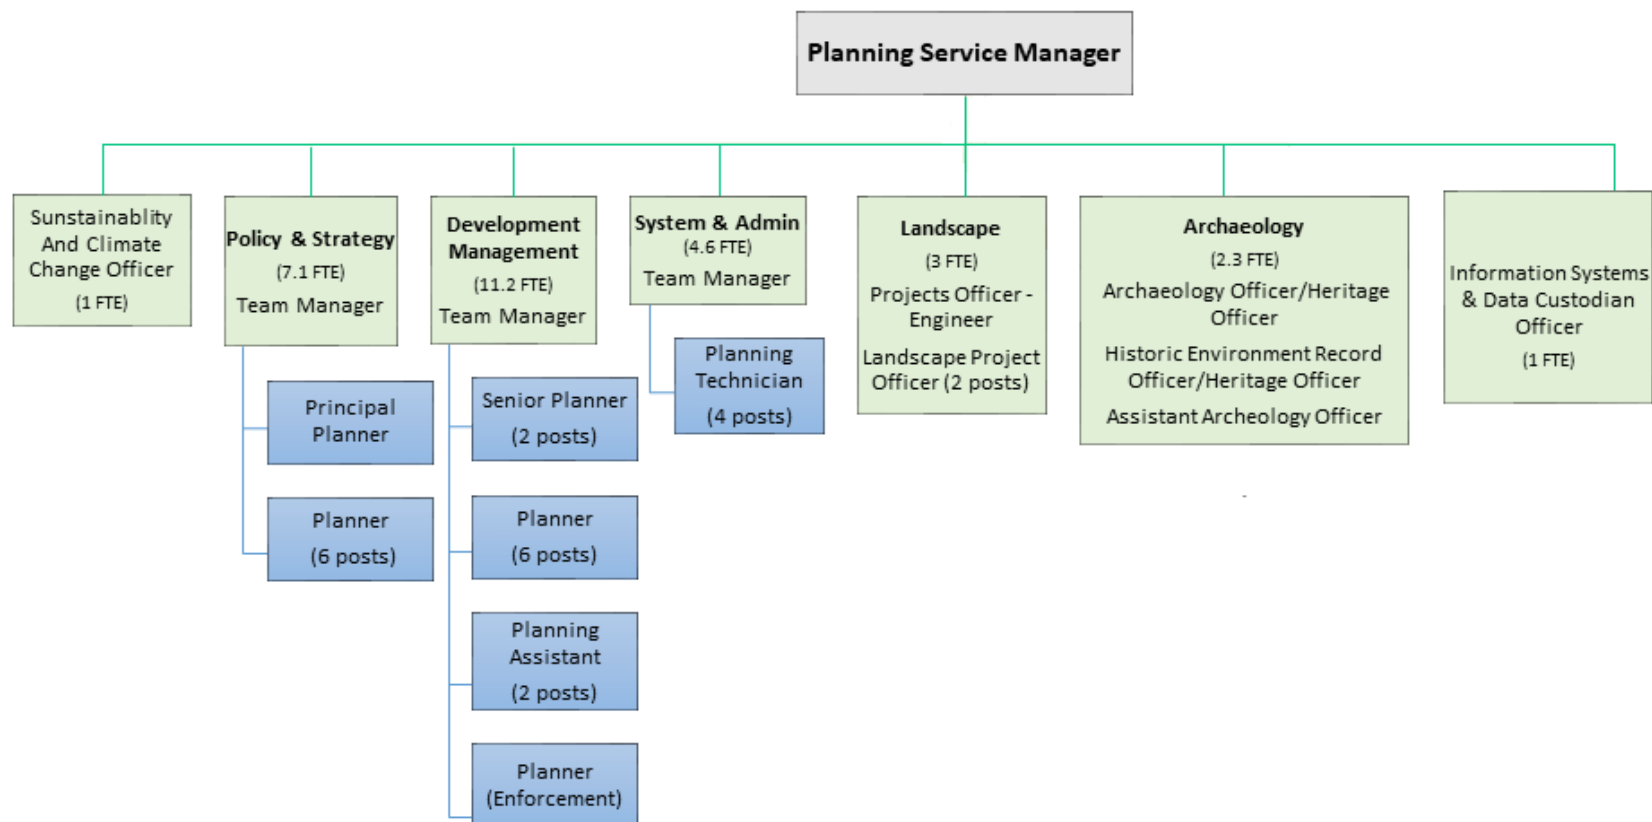 Planning Service Manager
Sunstainablity
And Climate
Change Officer
(1 FTE)
Policy & Strategy
(7.1 FTE)
Team Manager
Principal
Planner
Planner
(6 posts)
Development
Management
(11.2 FTE)
Team Manager
Senior Planner
(2 posts)
Planner
(6 posts)
Planning
Assistant
(2 posts)
Planner
(Enforcement)
System & Admin
(4.6 FTE)
Team Manager
Planning
Technician
(4 posts)
Landscape
(3 FTE)
Projects Officer -
Engineer
Landscape Project
Officer (2 posts)
Archaeology
(2.3 FTE)
Archaeology Officer/Heritage
Officer
Historic Environment Record
Officer/Heritage Officer
Assistant Archeology Officer
Information Systems
& Data Custodian
Officer
(1 FTE)